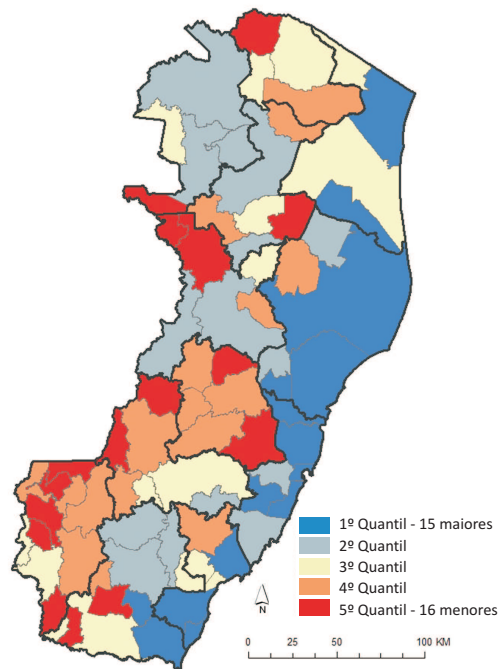 1º Quantil - 15 maiores
2º Quantil
3º Quantil
4º Quantil
5º Quantil - 16 menores
N
0 25 50 100 KM